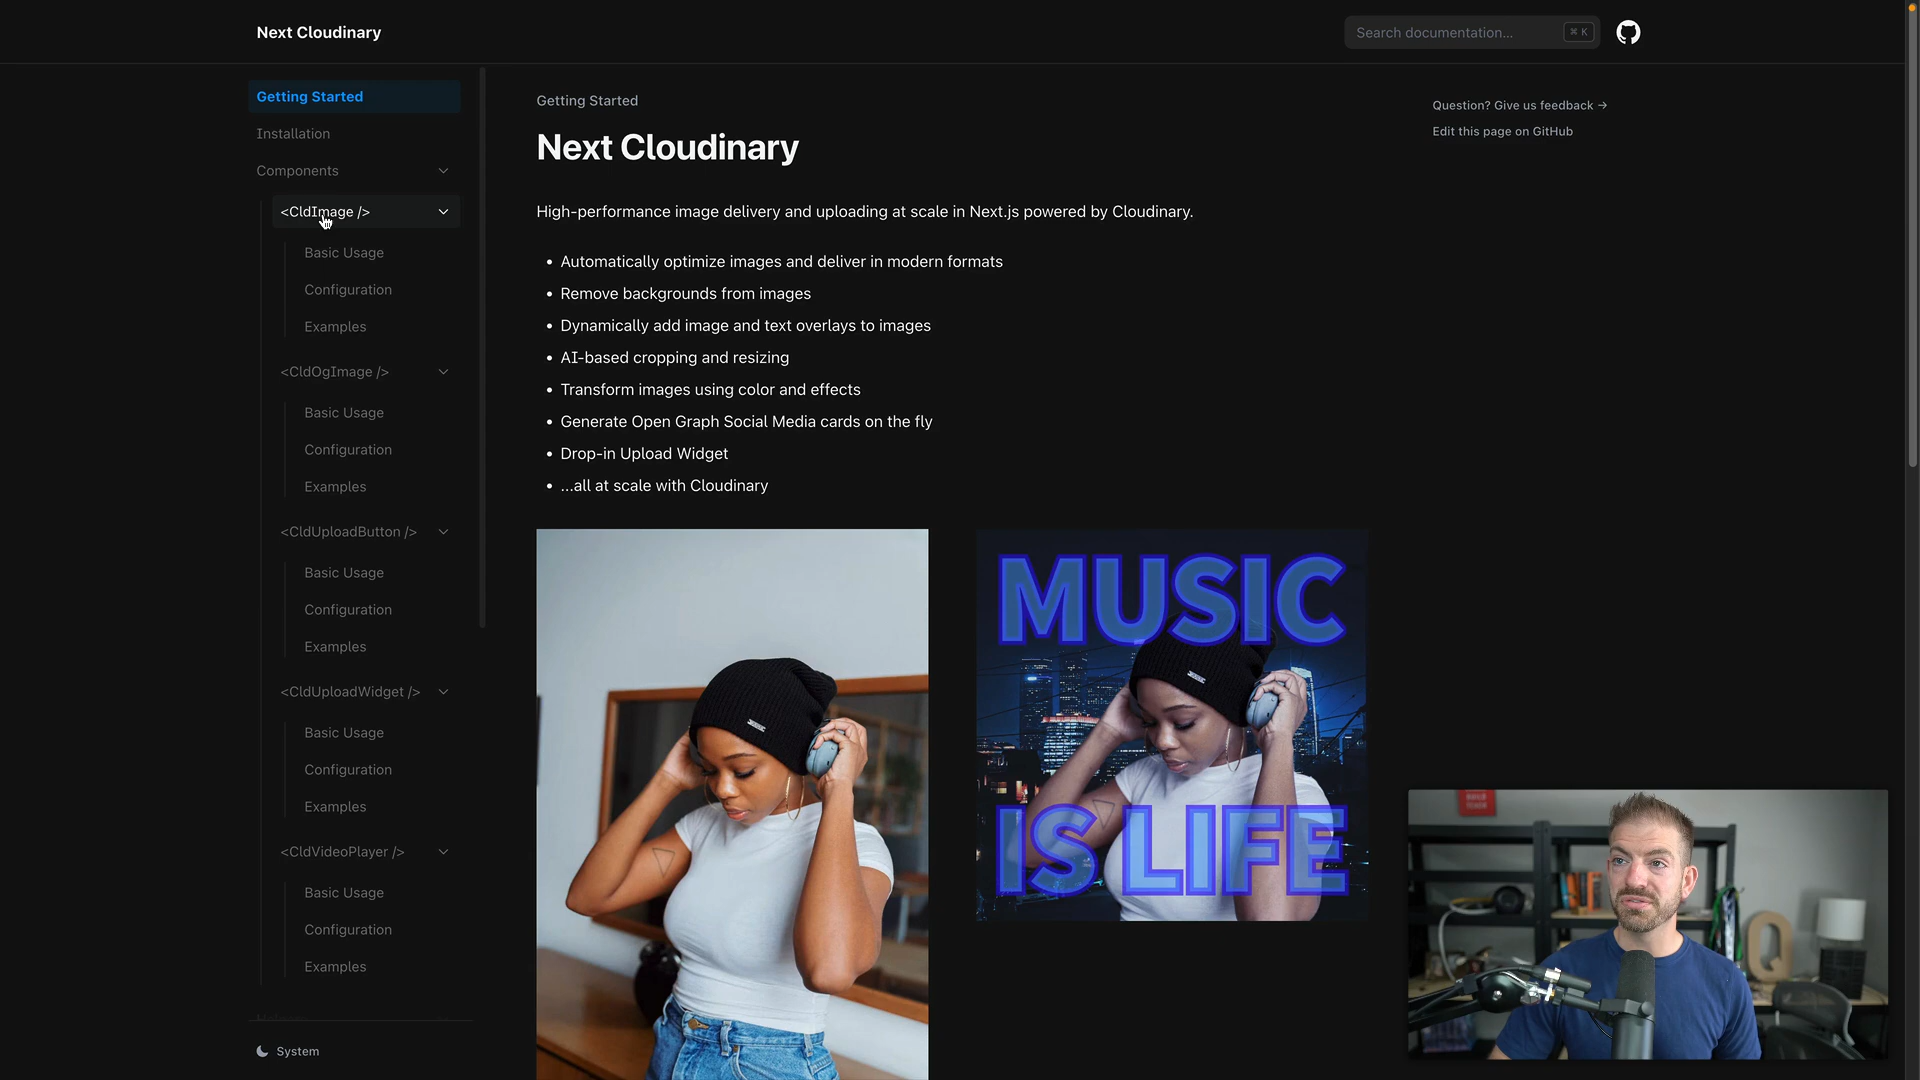 Next Cloudinary
Search documentation...
⌘ K
Getting Started
Installation
Components
<CldImage />
Basic Usage
Configuration
Examples
<CldOgImage />
Basic Usage
Configuration
Examples
<CldUploadButton />
Basic Usage
Configuration
Examples
<CldUploadWidget />
Basic Usage
Configuration
Examples
<CldVideoPlayer />
Basic Usage
Configuration
Examples
System
Getting Started
Next Cloudinary
High-performance image delivery and uploading at scale in Next.js powered by Cloudinary.
• Automatically optimize images and deliver in modern formats
• Remove backgrounds from images
• Dynamically add image and text overlays to images
• AI-based cropping and resizing
• Transform images using color and effects
• Generate Open Graph Social Media cards on the fly
• Drop-in Upload Widget
• ...all at scale with Cloudinary
MUSIC
IS LIFE
Question? Give us feedback →
Edit this page on GitHub